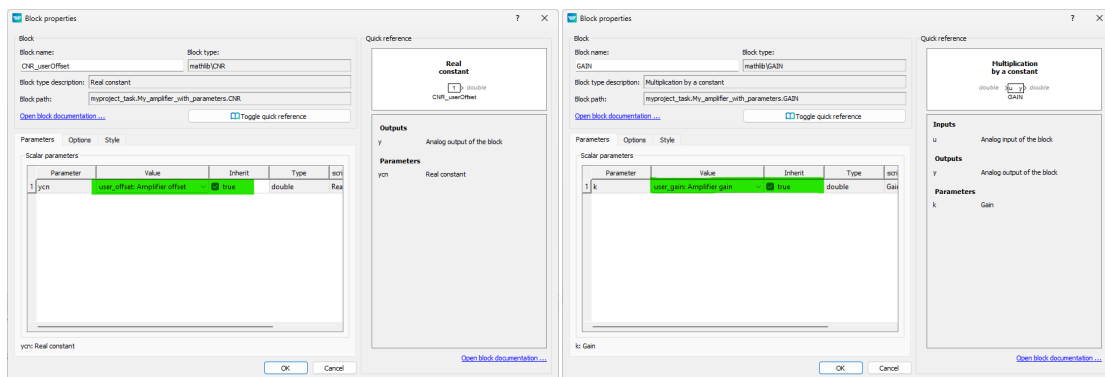 Block properties
?
Block
Block name:
Block type:
CNR_userOffset
mathlib\CNR
Block type description:
Real constant
Block path:
myproject_task.My_amplifier_with_parameters.CNR
Open block documentation ...
Toggle quick reference
Parameters
Options
Style
Scalar parameters
Parameter
Value
Inherit
Type
scri
1
ycn
user_offset: Amplifier offset
true
double
Rea
ycn: Real constant
OK
Cancel
Quick reference
Real
constant
1
double
CNR_userOffset
Outputs
y
Analog output of the block
Parameters
ycn
Real constant
Open block documentation ...
Block properties
?
Block
Block name:
Block type:
GAIN
mathlib\GAIN
Block type description:
Multiplication by a constant
Block path:
myproject_task.My_amplifier_with_parameters.GAIN
Open block documentation ...
Toggle quick reference
Parameters
Options
Style
Scalar parameters
Parameter
Value
Inherit
Type
scri
1
k
user_gain: Amplifier gain
true
double
Gai
k: Gain
OK
Cancel
Quick reference
Multiplication
by a constant
double
u
y
double
GAIN
Inputs
u
Analog input of the block
Outputs
y
Analog output of the block
Parameters
k
Gain
Open block documentation ...